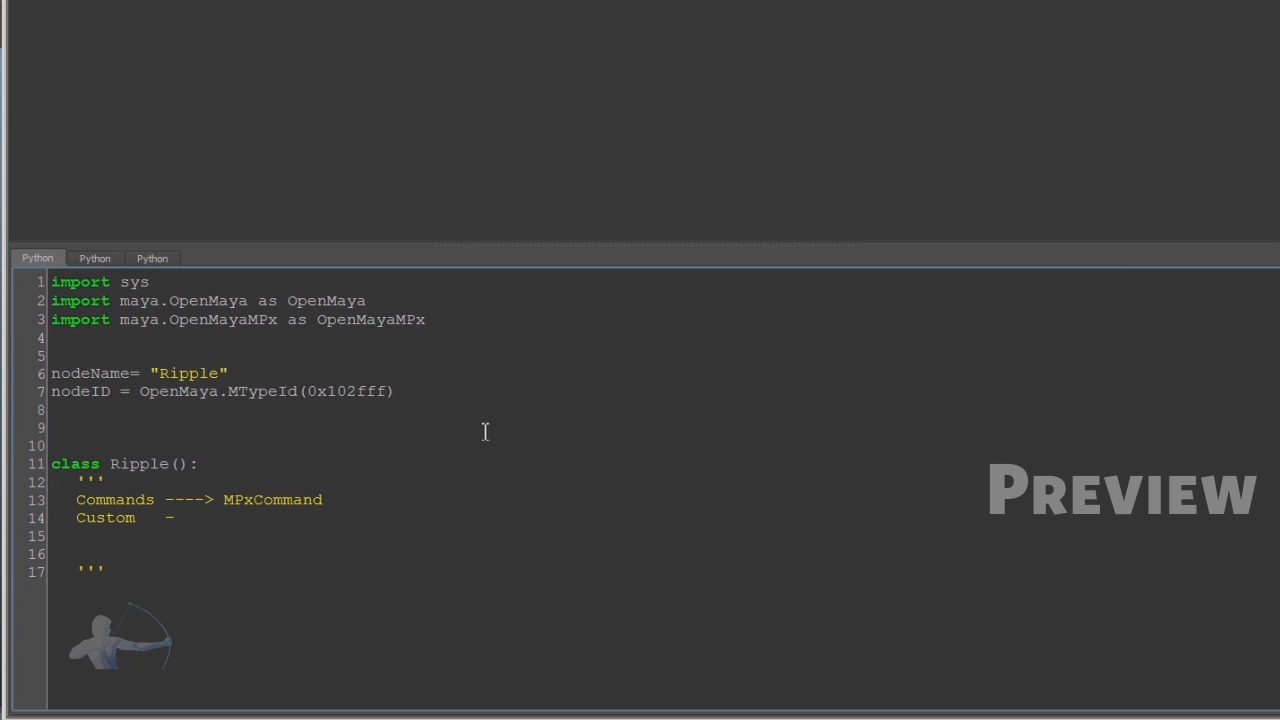 Python Python Python
1 import sys
2 import maya.OpenMaya as OpenMaya
3 import maya.OpenMayaMPx as OpenMayaMPx
4
5
6 nodeName= "Ripple"
7 nodeID = OpenMaya.MTypeId(0x102fff)
8
9
10
11 class Ripple():
12 '''
13 Commands ----> MPxCommand
14 Custom -
15
16
17 '''
PREVIEW